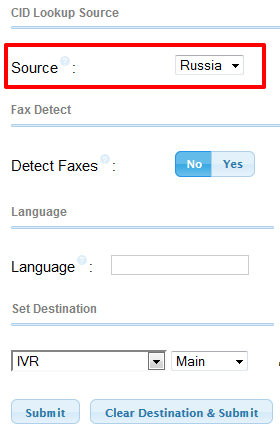 CID Lookup Source
Source ? : Russia
Fax Detect
Detect Faxes ? : No Yes
Language
Language ? :
Set Destination
IVR Main
Submit Clear Destination & Submit